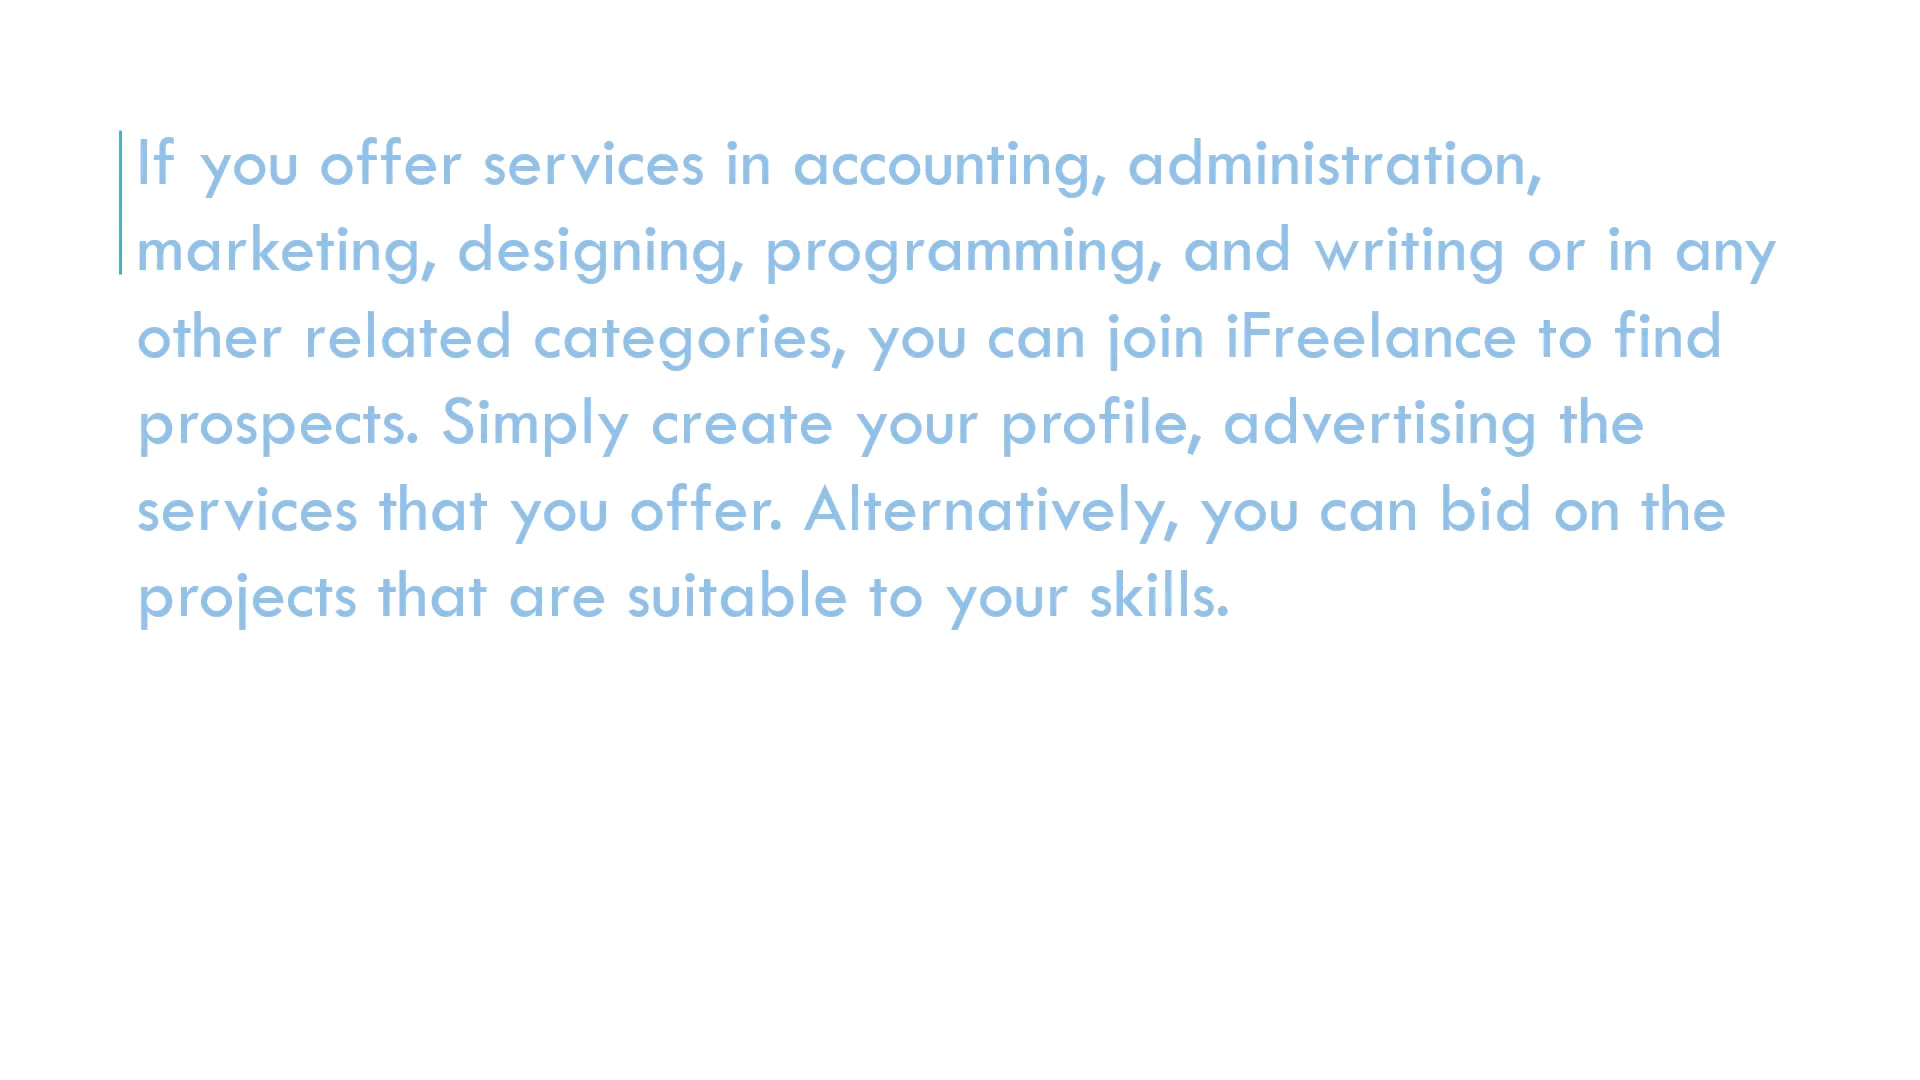 If you offer services in accounting, administration,
marketing, designing, programming, and writing or in any
other related categories, you can join iFreelance to find
prospects. Simply create your profile, advertising the
services that you offer. Alternatively, you can bid on the
projects that are suitable to your skills.